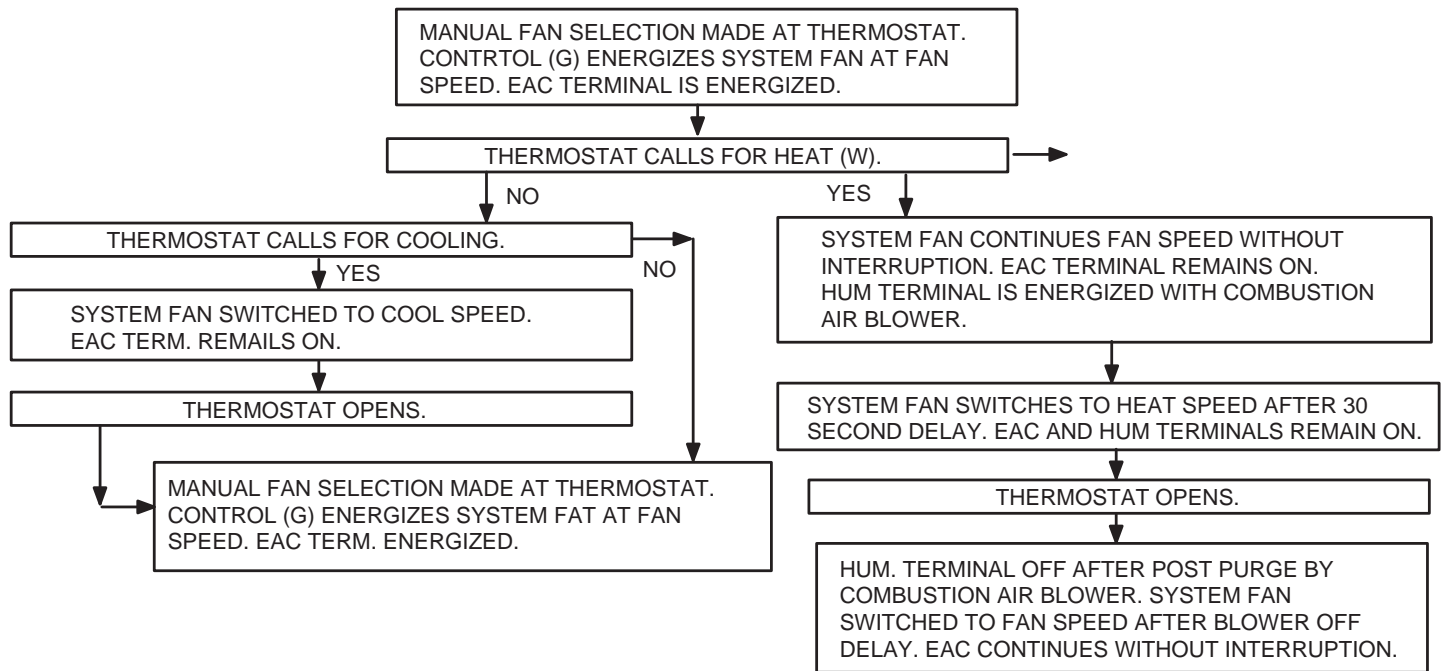 MANUAL FAN SELECTION MADE AT THERMOSTAT.
CONTRTOL (G) ENERGIZES SYSTEM FAN AT FAN
SPEED. EAC TERMINAL IS ENERGIZED.
THERMOSTAT CALLS FOR HEAT (W).
NO
YES
THERMOSTAT CALLS FOR COOLING.
YES
NO
SYSTEM FAN SWITCHED TO COOL SPEED.
EAC TERM. REMAILS ON.
THERMOSTAT OPENS.
MANUAL FAN SELECTION MADE AT THERMOSTAT.
CONTROL (G) ENERGIZES SYSTEM FAT AT FAN
SPEED. EAC TERM. ENERGIZED.
SYSTEM FAN CONTINUES FAN SPEED WITHOUT
INTERRUPTION. EAC TERMINAL REMAINS ON.
HUM TERMINAL IS ENERGIZED WITH COMBUSTION
AIR BLOWER.
SYSTEM FAN SWITCHES TO HEAT SPEED AFTER 30
SECOND DELAY. EAC AND HUM TERMINALS REMAIN ON.
THERMOSTAT OPENS.
HUM. TERMINAL OFF AFTER POST PURGE BY
COMBUSTION AIR BLOWER. SYSTEM FAN
SWITCHED TO FAN SPEED AFTER BLOWER OFF
DELAY. EAC CONTINUES WITHOUT INTERRUPTION.